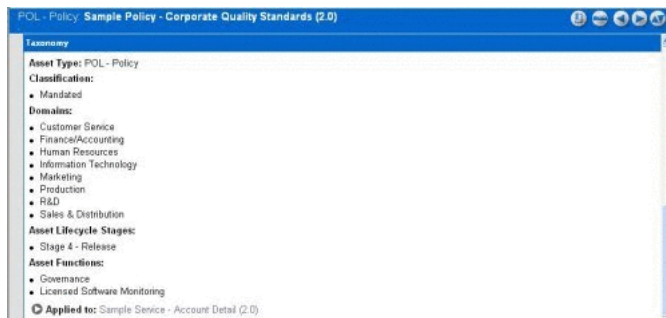 POL - Policy: Sample Policy - Corporate Quality Standards (2.0)
Taxonomy
Asset Type: POL - Policy
Classification:
• Mandated
Domains:
• Customer Service
• Finance/Accounting
• Human Resources
• Information Technology
• Marketing
• Production
• R&D
• Sales & Distribution
Asset Lifecycle Stages:
• Stage 4 - Release
Asset Functions:
• Governance
• Licensed Software Monitoring
Applied to: Sample Service - Account Detail (2.0)